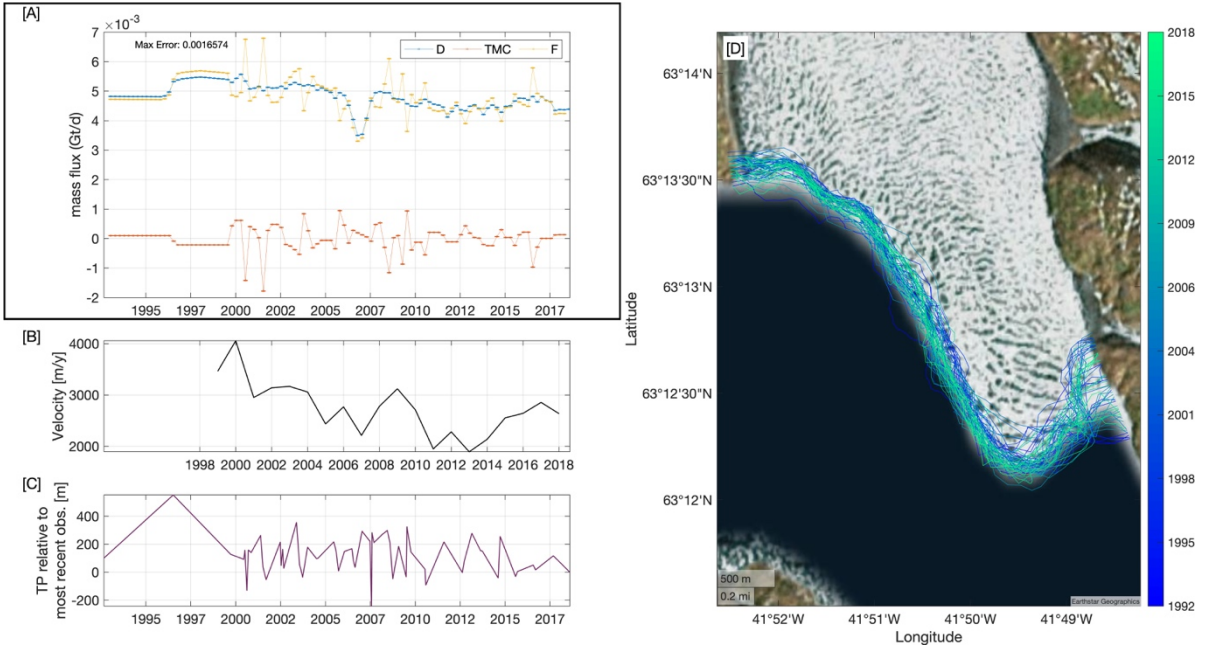 [A]
×10⁻³
Max Error: 0.0016574
D TMC F
7
6
5
4
3
2
1
0
-1
-2
mass flux (Gt/d)
1995 1997 2000 2002 2005 2007 2010 2012 2015 2017
[B]
4000
3000
2000
Velocity [m/y]
1998 2000 2002 2004 2006 2008 2010 2012 2014 2016 2018
[C]
400
200
0
-200
TP relative to
most recent obs. [m]
1995 1997 2000 2002 2005 2007 2010 2012 2015 2017
[D]
63°14'N
63°13'30"N
63°13'N
63°12'30"N
63°12'N
Latitude
500 m
0.2 mi
Earthstar Geographics
41°52'W 41°51'W 41°50'W 41°49'W
Longitude
2018
2015
2012
2009
2006
2004
2001
1998
1995
1992